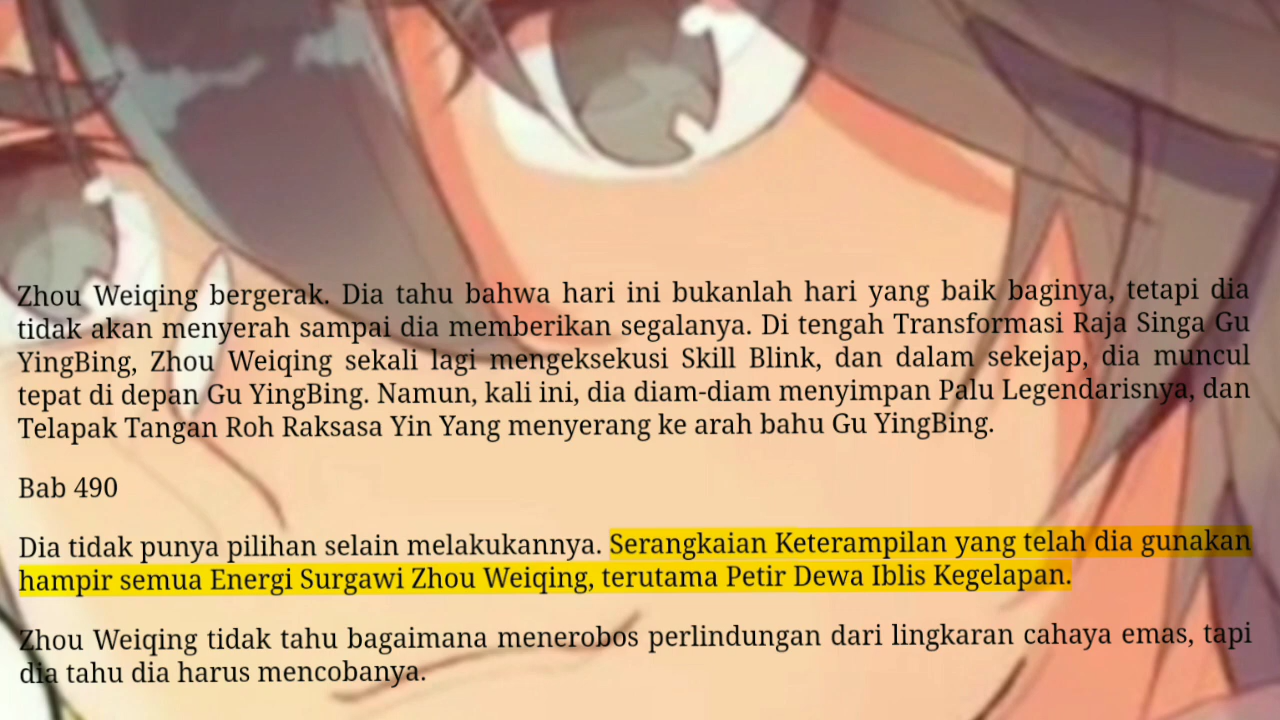 Zhou Weiqing bergerak. Dia tahu bahwa hari ini bukanlah hari yang baik baginya, tetapi dia
tidak akan menyerah sampai dia memberikan segalanya. Di tengah Transformasi Raja Singa Gu
YingBing, Zhou Weiqing sekali lagi mengeksekusi Skill Blink, dan dalam sekejap, dia muncul
tepat di depan Gu YingBing. Namun, kali ini, dia diam-diam menyimpan Palu Legendarisnya, dan
Telapak Tangan Roh Raksasa Yin Yang menyerang ke arah bahu Gu YingBing.
Bab 490
Dia tidak punya pilihan selain melakukannya. Serangkaian Keterampilan yang telah dia gunakan
hampir semua Energi Surgawi Zhou Weiqing, terutama Petir Dewa Iblis Kegelapan.
Zhou Weiqing tidak tahu bagaimana menerobos perlindungan dari lingkaran cahaya emas, tapi
dia tahu dia harus mencobanya.